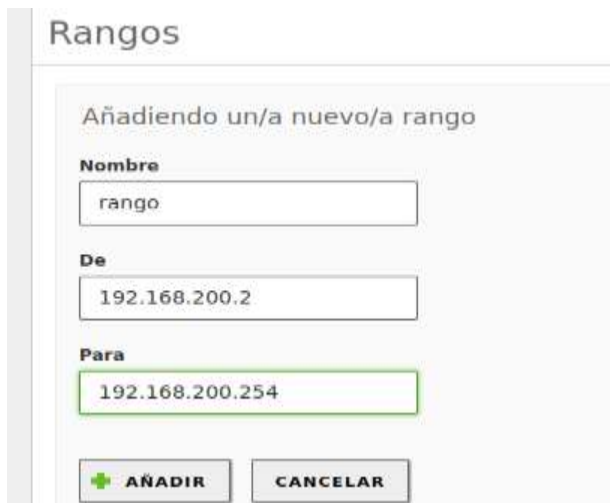 Rangos
Añadiendo un/a nuevo/a rango
Nombre
rango
De
192.168.200.2
Para
192.168.200.254
AÑADIR CANCELAR